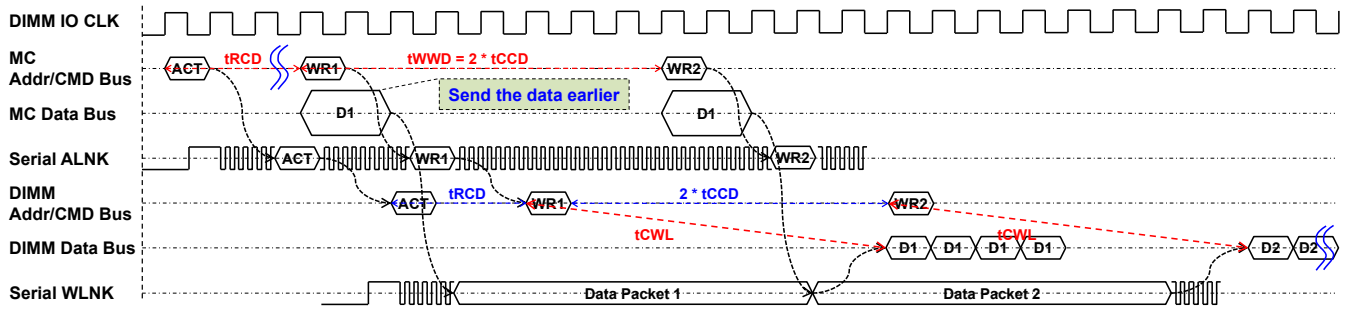 DIMM IO CLK
MC
Addr/CMD Bus
ACT
tRCD
WR1
tWWD = 2 * tCCD
WR2
Send the data earlier
MC Data Bus
D1
D1
Serial ALNK
ACT
WR1
WR2
DIMM
Addr/CMD Bus
ACT
tRCD
WR1
2 * tCCD
WR2
tCWL
tCWL
DIMM Data Bus
D1
D1
D1
D1
D2
D2
Serial WLNK
Data Packet 1
Data Packet 2